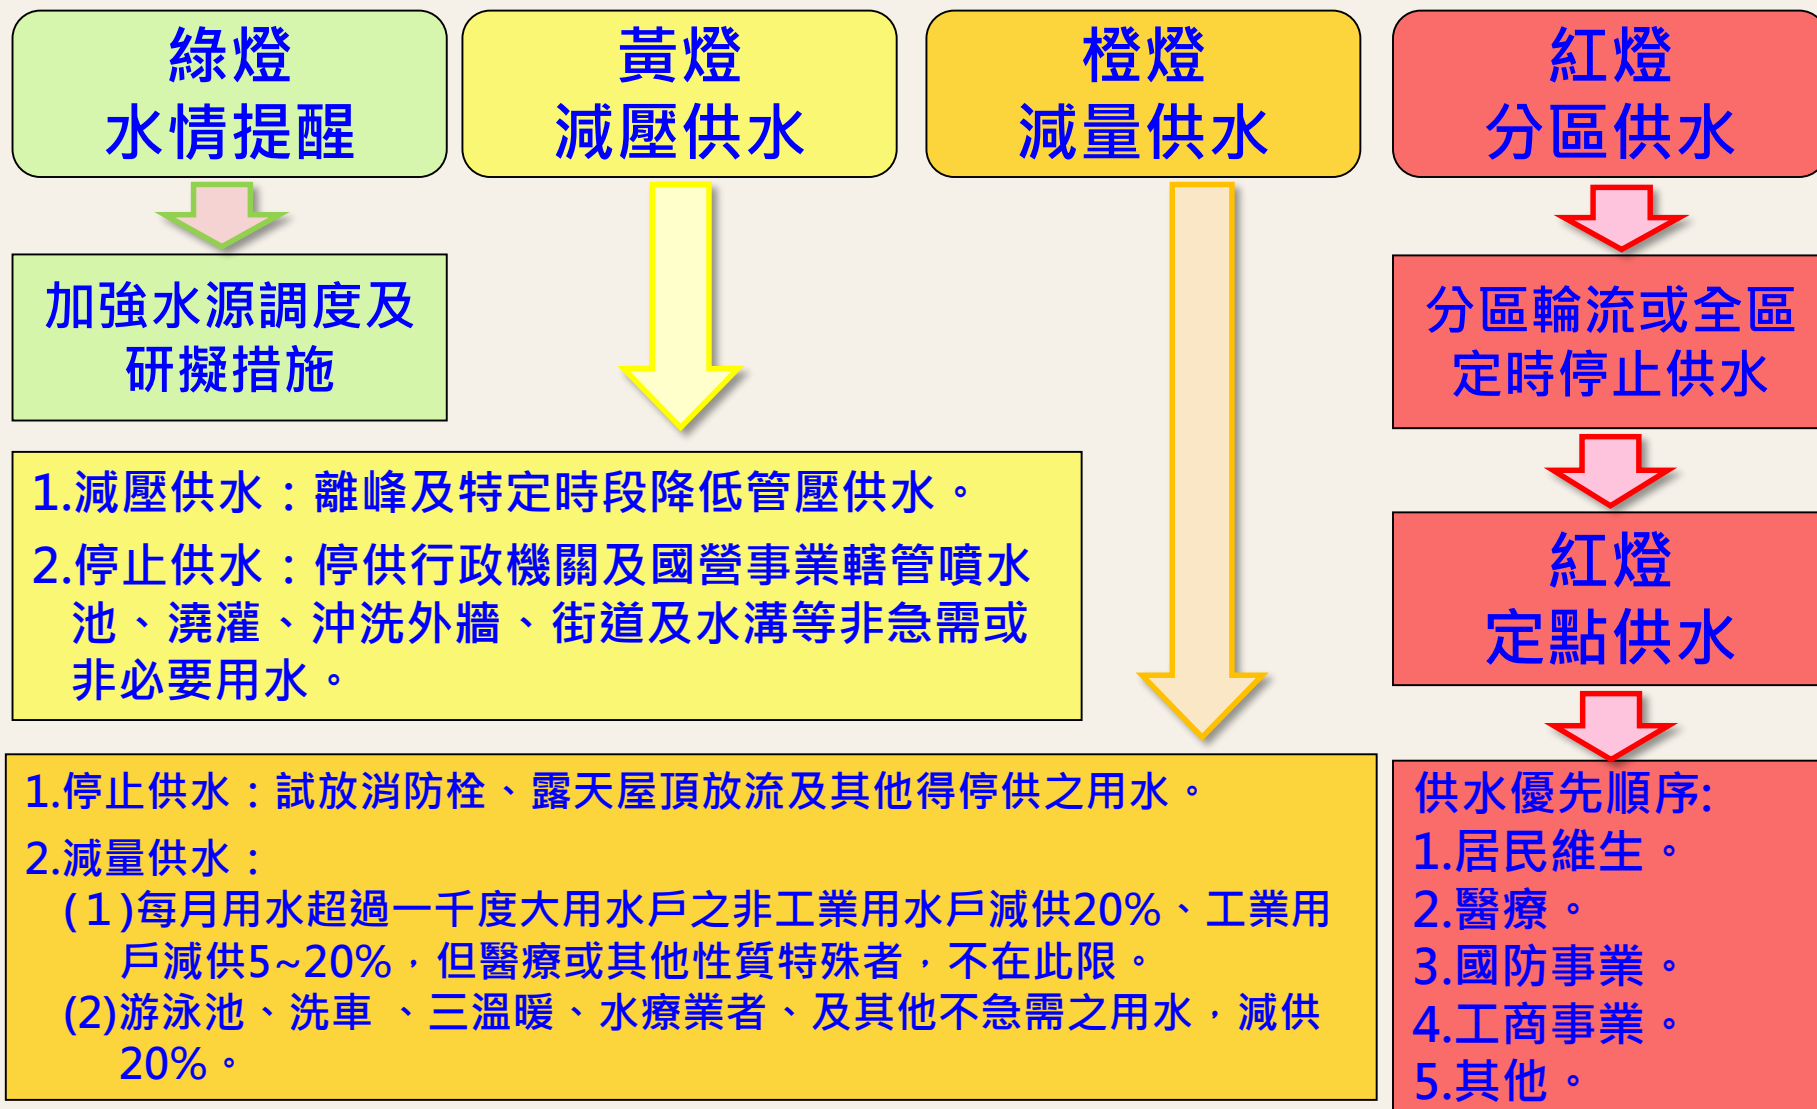 綠燈
水情提醒
黃燈
減壓供水
橙燈
減量供水
紅燈
分區供水
加強水源調度及
研擬措施
分區輪流或全區
定時停止供水
1.減壓供水：離峰及特定時段降低管壓供水。
2.停止供水：停供行政機關及國營事業轄管噴水
池、澆灌、沖洗外牆、街道及水溝等非急需或
非必要用水。
紅燈
定點供水
1.停止供水：試放消防栓、露天屋頂放流及其他得停供之用水。
2.減量供水：
(１)每月用水超過一千度大用水戶之非工業用水戶減供20%、工業用
戶減供5~20%，但醫療或其他性質特殊者，不在此限。
(2)游泳池、洗車 、三溫暖、水療業者、及其他不急需之用水，減供
20%。
供水優先順序:
1.居民維生。
2.醫療。
3.國防事業。
4.工商事業。
5.其他。